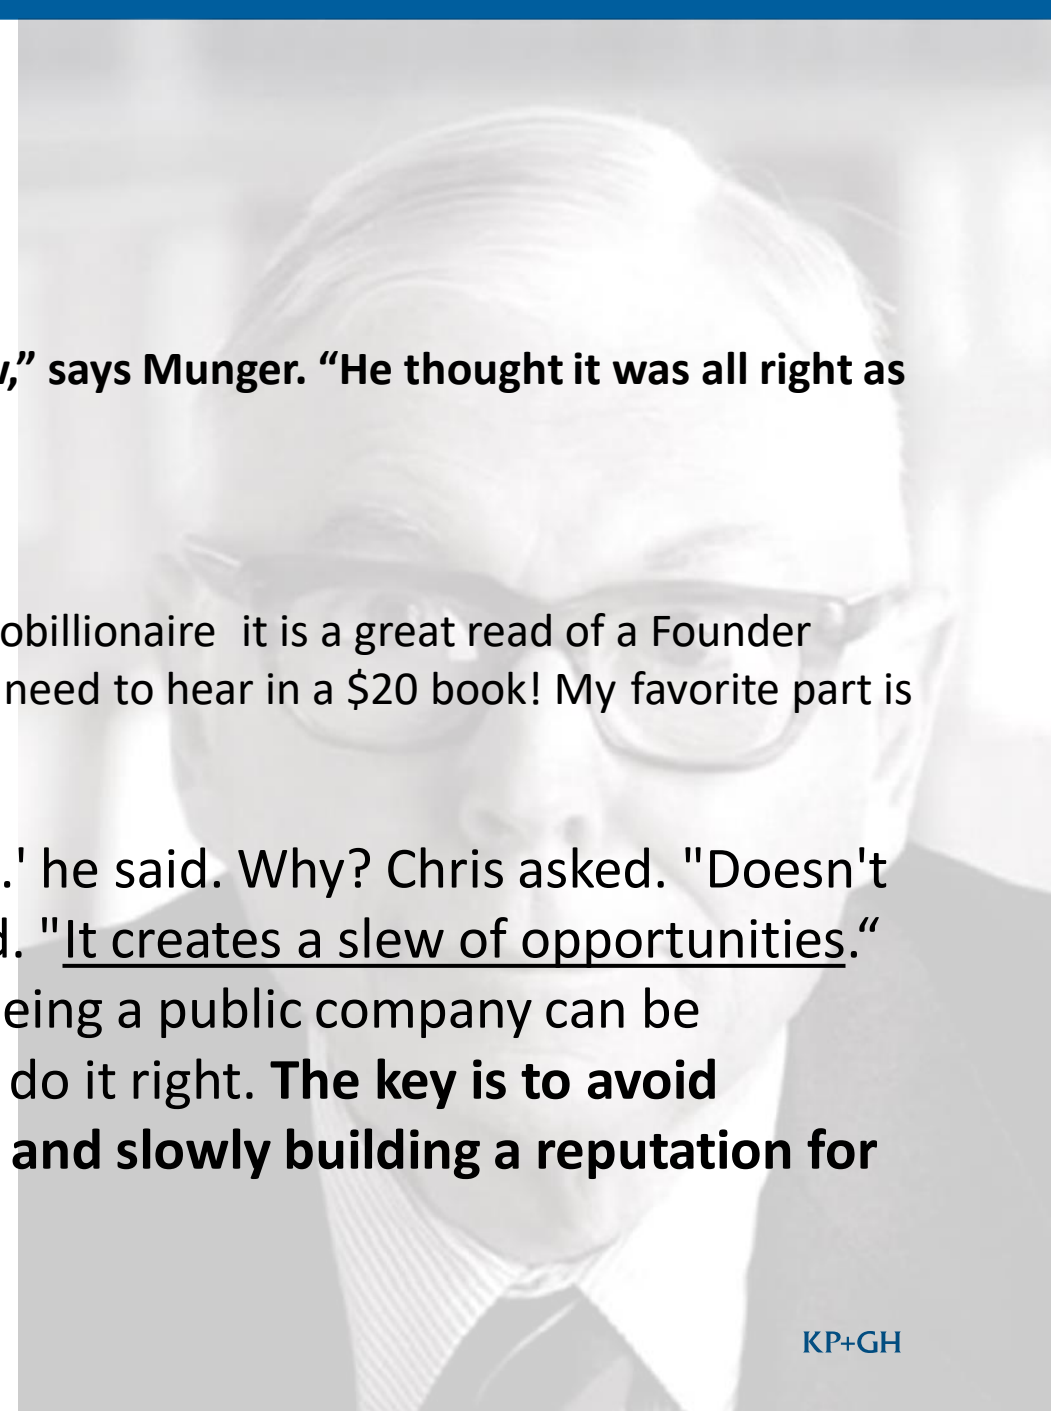 ,” says Munger. “He thought it was all right as
obillionaire it is a great read of a Founder
need to hear in a $20 book! My favorite part is
.' he said. Why? Chris asked. "Doesn't
. "It creates a slew of opportunities.“
eing a public company can be
do it right. The key is to avoid
and slowly building a reputation for
KP+GH